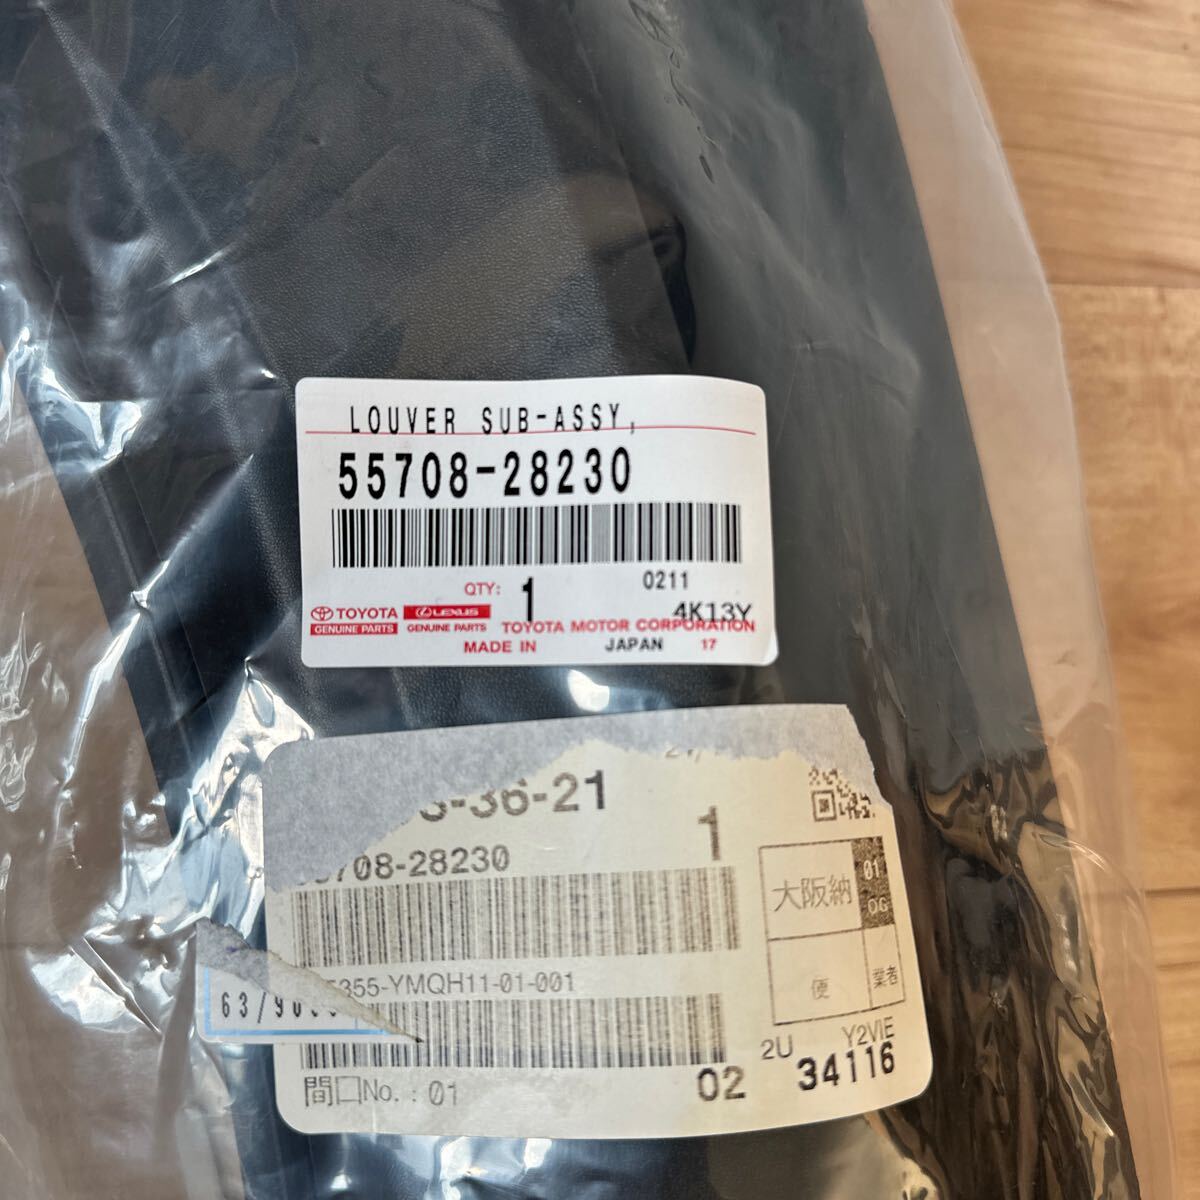 LOUVER SUB-ASSY,
55708-28230
QTY: 1 0211
4K13Y
TOYOTA LEXUS
GENUINE PARTS GENUINE PARTS TOYOTA MOTOR CORPORATION
MADE IN JAPAN 17
-36-21
1
708-28230
大阪納 01
OG
5355-YMQH11-01-001
便 業者
63/90
2U Y2VIE
02 34116
間口No.: 01